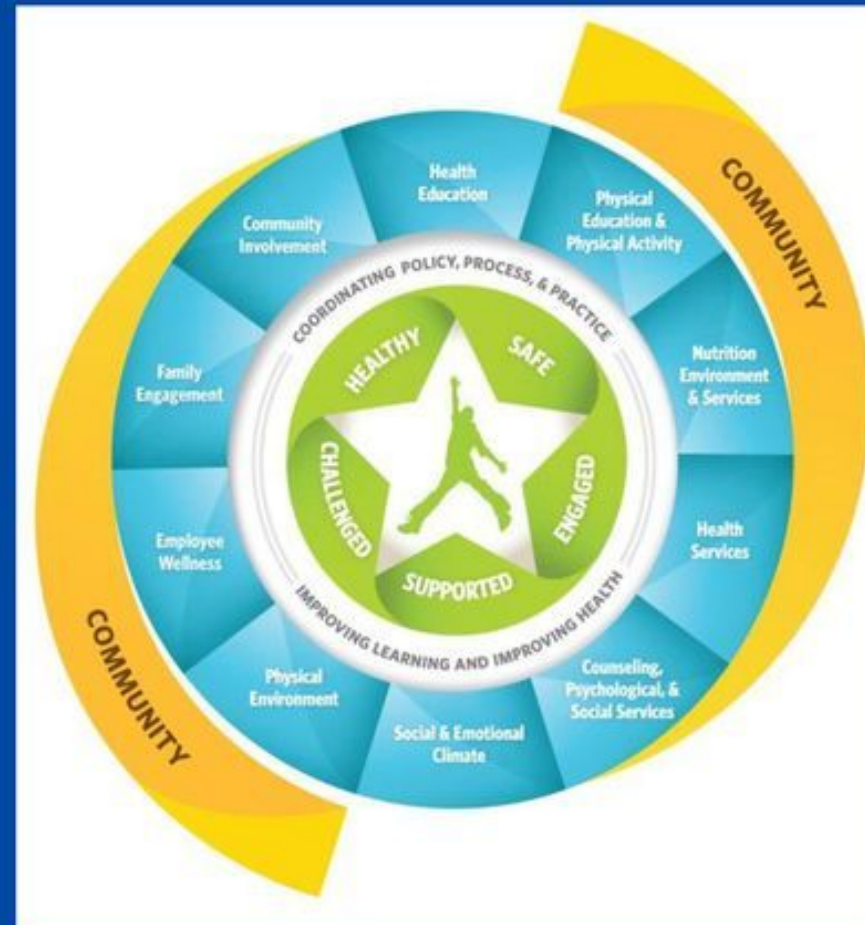 COMMUNITY
Health
Education
Physical
Education &
Physical Activity
Nutrition
Environment
& Services
Health
Services
Counseling,
Psychological, &
Social Services
Social & Emotional
Climate
Physical
Environment
Employee
Wellness
Family
Engagement
Community
Involvement
COORDINATING POLICY, PROCESS, & PRACTICE
IMPROVING LEARNING AND IMPROVING HEALTH
HEALTHY
SAFE
ENGAGED
SUPPORTED
CHALLENGED
COMMUNITY